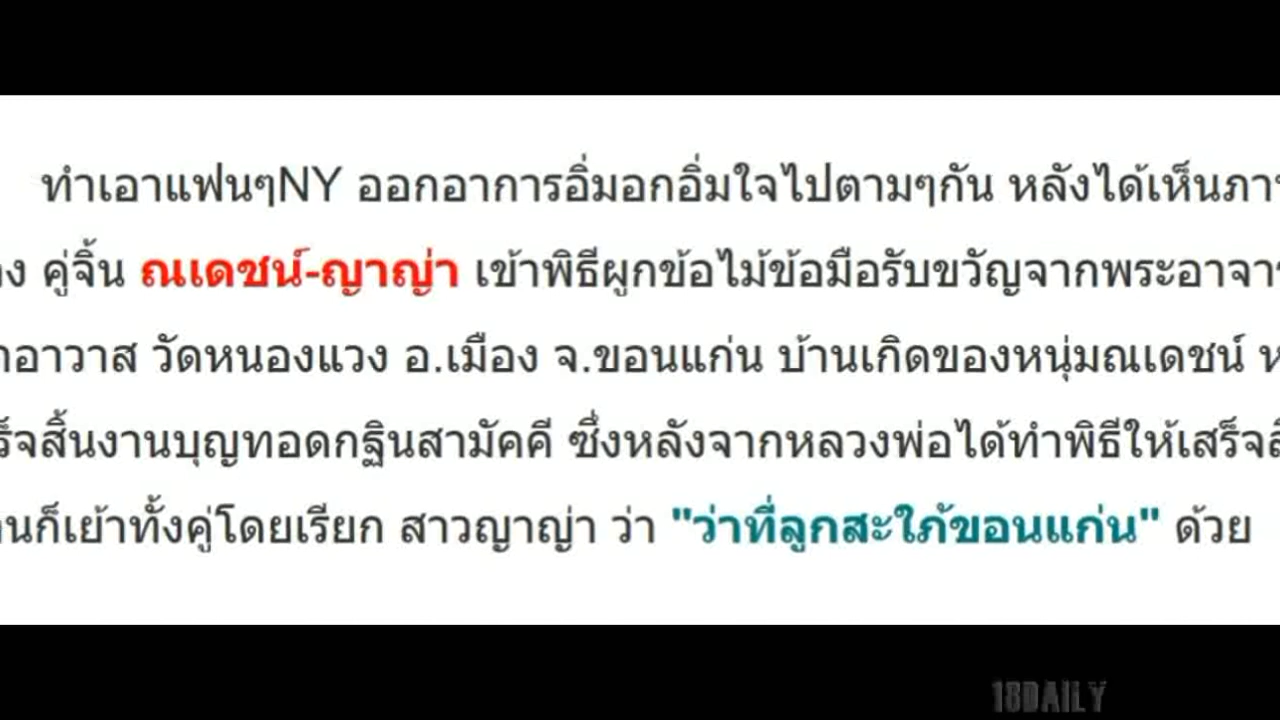 ทำเอาแฟนๆNY ออกอาการอิ่มอกอิ่มใจไปตามๆกัน หลังได้เห็น
คู่จิ้น ณเดชน์-ญาญ่า เข้าพิธีผูกข้อไม้ข้อมือรับขวัญจากพระอาจา
อาวาส วัดหนองแวง อ.เมือง จ.ขอนแก่น บ้านเกิดของหนุ่มณเดชน์
ร็จสิ้นงานบุญทอดกฐินสามัคคี ซึ่งหลังจากหลวงพ่อได้ทำพิธีให้เสร็จ
นก็เย้าทั้งคู่โดยเรียก สาวญาญ่า ว่า "ว่าที่ลูกสะใภ้ขอนแก่น" ด้วย
18DAILY